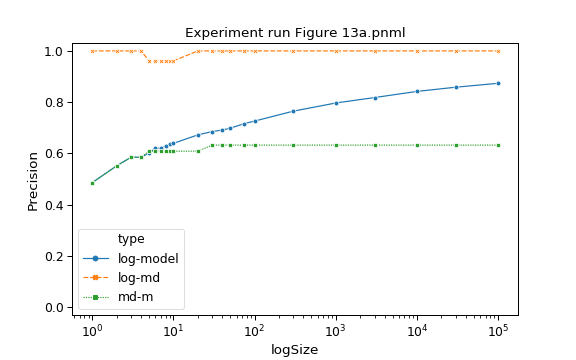 Experiment run Figure 13a.pnml
Precision
1.0
0.8
0.6
0.4
0.2
0.0
type
log-model
log-md
md-m
10⁰ 10¹ 10² 10³ 10⁴ 10⁵
logSize